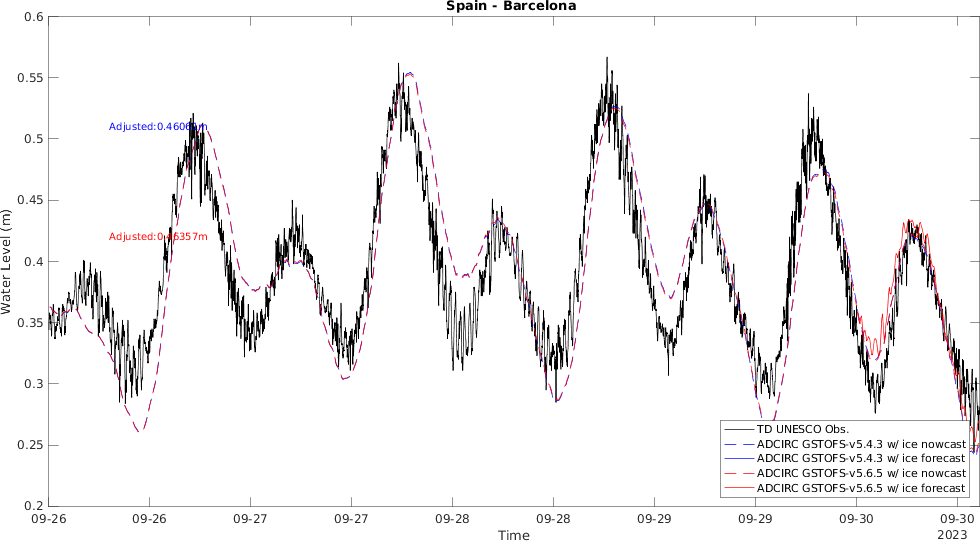 Spain - Barcelona
0.6
0.55
0.5
0.45
0.4
0.35
0.3
0.25
0.2
Water Level (m)
Adjusted:0.4606 m
Adjusted:0.46357m
TD UNESCO Obs.
ADCIRC GSTOFS-v5.4.3 w/ ice nowcast
ADCIRC GSTOFS-v5.4.3 w/ ice forecast
ADCIRC GSTOFS-v5.6.5 w/ ice nowcast
ADCIRC GSTOFS-v5.6.5 w/ ice forecast
09-26 09-26 09-27 09-27 09-28 09-28 09-29 09-29 09-30 09-30
2023
Time